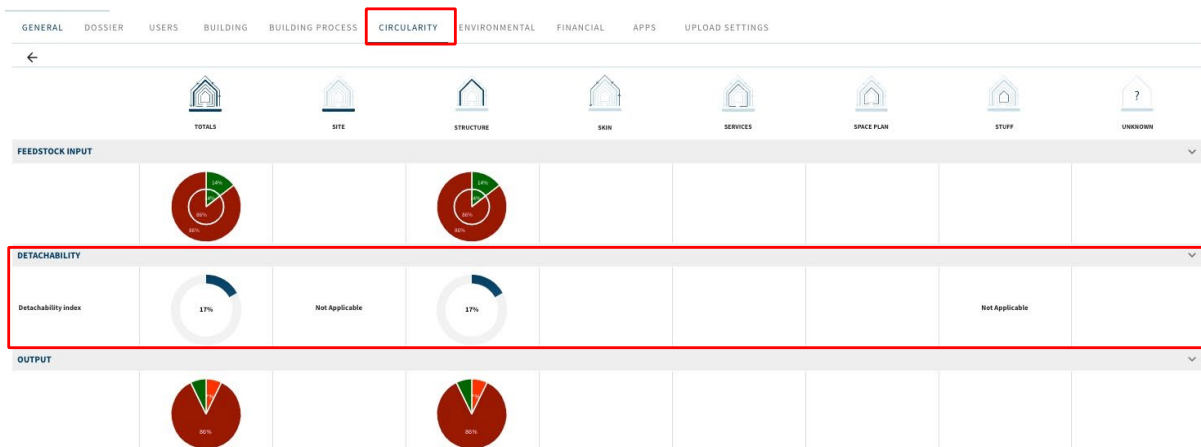 GENERAL DOSSIER USERS BUILDING BUILDING PROCESS CIRCULARITY ENVIRONMENTAL FINANCIAL APPS UPLOAD SETTINGS
?
TOTALS SITE STRUCTURE SKIN SERVICES SPACE PLAN STUFF UNKNOWN
FEEDSTOCK INPUT
14% 14%
86% 86%
86% 86%
DETACHABILITY
Detachability index 17% Not Applicable 17% Not Applicable
OUTPUT
86% 86%